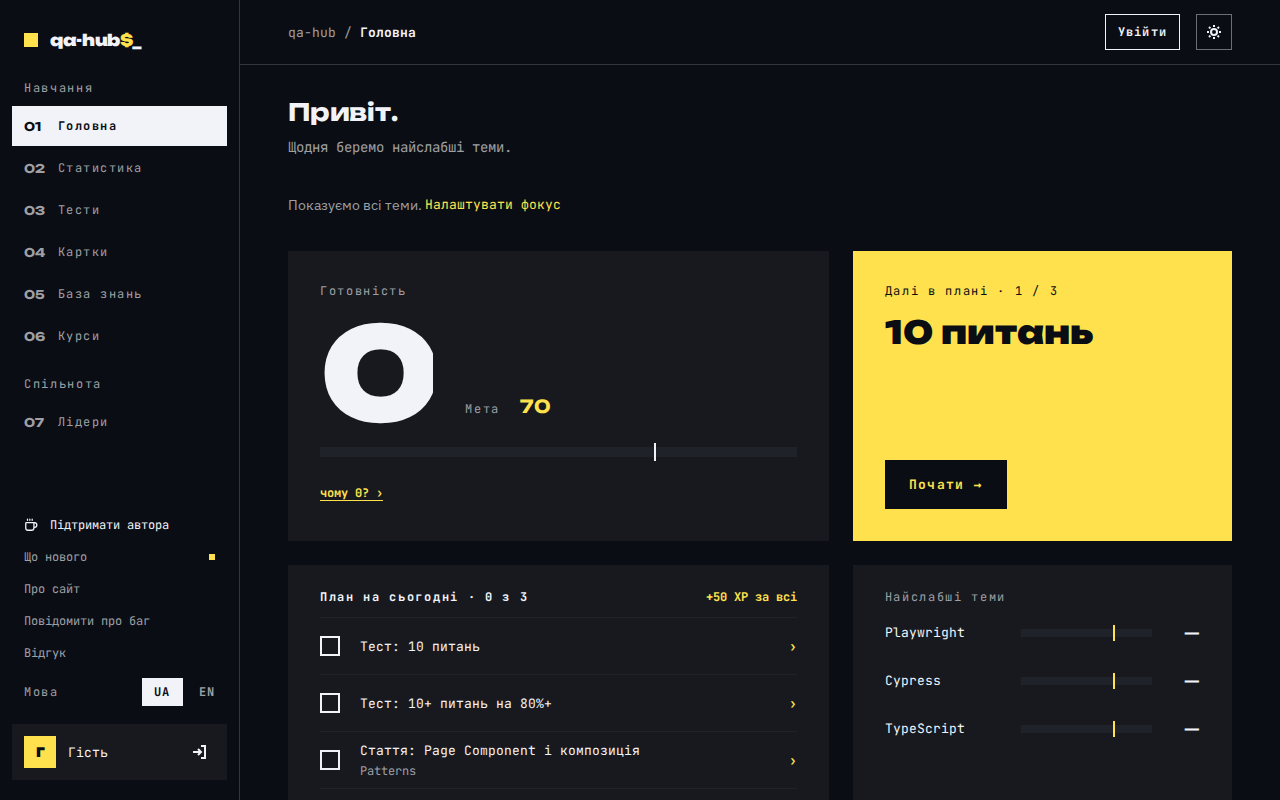 qa-hub$_
Навчання
01 Головна
02 Статистика
03 Тести
04 Картки
05 База знань
06 Курси
Спільнота
07 Лідери
Підтримати автора
Що нового
Про сайт
Повідомити про баг
Відгук
Мова UA EN
Г Гість
qa-hub / Головна
Увійти
Привіт.
Щодня беремо найслабші теми.
Показуємо всі теми. Налаштувати фокус
Готовність
0
Мета 70
чому 0? ›
Далі в плані · 1 / 3
10 питань
Почати →
План на сьогодні · 0 з 3
+50 XP за всі
Тест: 10 питань ›
Тест: 10+ питань на 80%+ ›
Стаття: Page Component і композиція ›
Patterns
Найслабші теми
Playwright —
Cypress —
TypeScript —